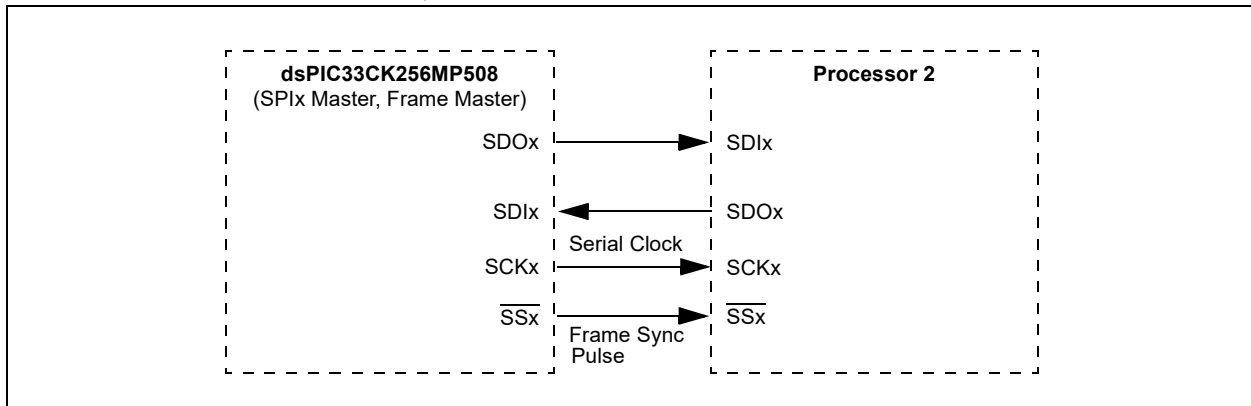 dsPIC33CK256MP508
(SPIx Master, Frame Master)
Processor 2
SDOx
SDIx
SDIx
SDOx
Serial Clock
SCKx
SCKx
SSx
SSx
Frame Sync
Pulse